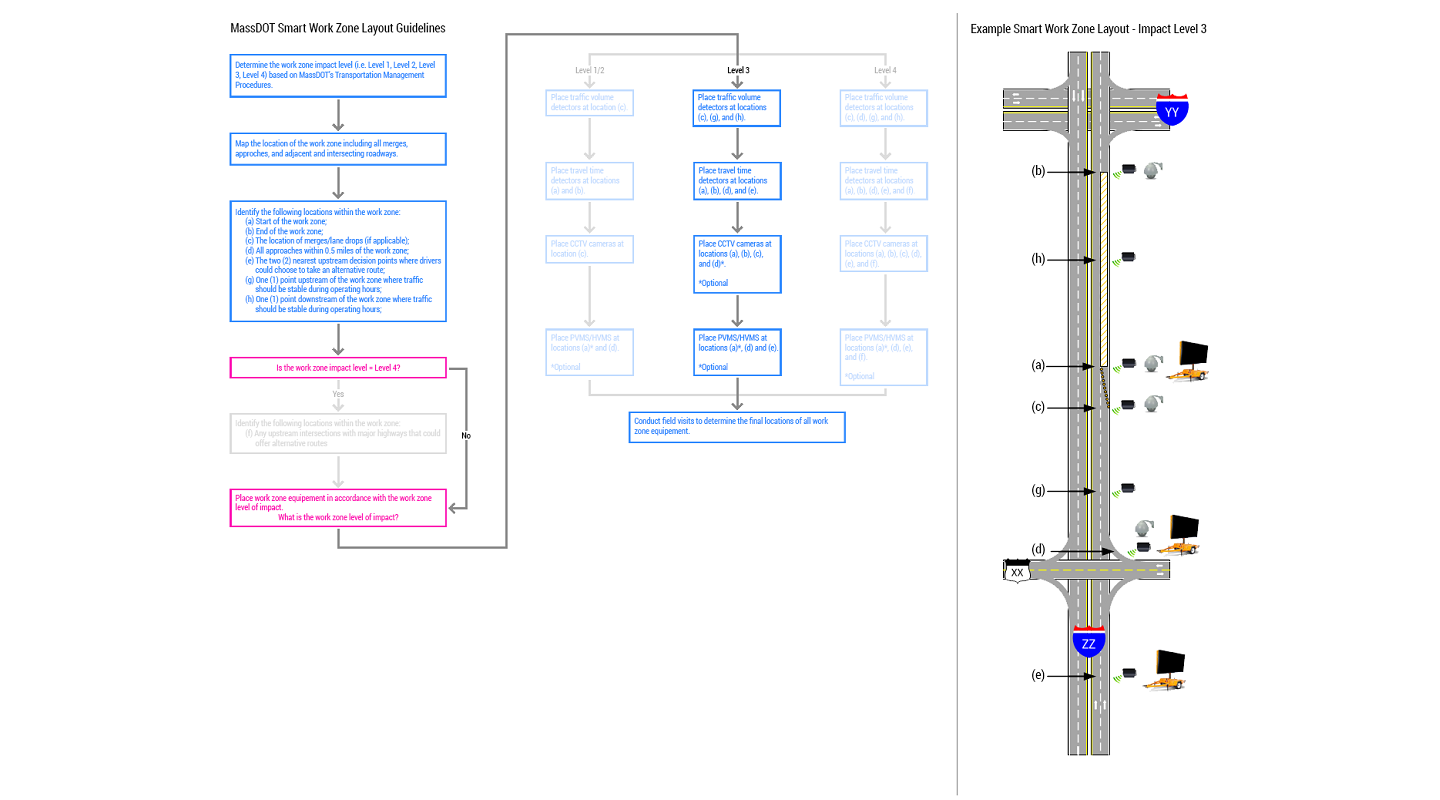 MassDOT Smart Work Zone Layout Guidelines
Determine the work zone impact level (i.e. Level 1, Level 2, Level
3, Level 4) based on MassDOT's Transportation Management
Procedures.
Map the location of the work zone including all merges,
approches, and adjacent and intersecting roadways.
Identify the following locations within the work zone:
(a) Start of the work zone;
(b) End of the work zone;
(c) The location of merges/lane drops (if applicable);
(d) All approaches within 0.5 miles of the work zone;
(e) The two (2) nearest upstream decision points where drivers
could choose to take an alternative route;
(g) One (1) point upstream of the work zone where traffic
should be stable during operating hours;
(h) One (1) point downstream of the work zone where traffic
should be stable during operating hours;
Is the work zone impact level = Level 4?
Yes
No
Identify the following locations within the work zone:
(f) Any upstream intersections with major highways that could
offer alternative routes
Place work zone equipement in accordance with the work zone
level of impact.
What is the work zone level of impact?
Level 1/2
Place traffic volume
detectors at location (c).
Place travel time
detectors at locations
(a) and (b).
Place CCTV cameras at
location (c).
Place PVMS/HVMS at
locations (a)* and (d).
*Optional
Level 3
Place traffic volume
detectors at locations
(c), (g), and (h).
Place travel time
detectors at locations
(a), (b), (d), and (e).
Place CCTV cameras at
locations (a), (b), (c),
and (d)*.
*Optional
Place PVMS/HVMS at
locations (a)*, (d) and (e).
*Optional
Level 4
Place traffic volume
detectors at locations
(c), (d), (g), and (h).
Place travel time
detectors at locations
(a), (b), (d), (e), and (f).
Place CCTV cameras at
locations (a), (b), (c), (d),
(e), and (f).
Place PVMS/HVMS at
locations (a)*, (d), (e),
and (f).
*Optional
Conduct field visits to determine the final locations of all work
zone equipement.
Example Smart Work Zone Layout - Impact Level 3
YY
(b)
(h)
(a)
(c)
(g)
(d)
XX
ZZ
(e)